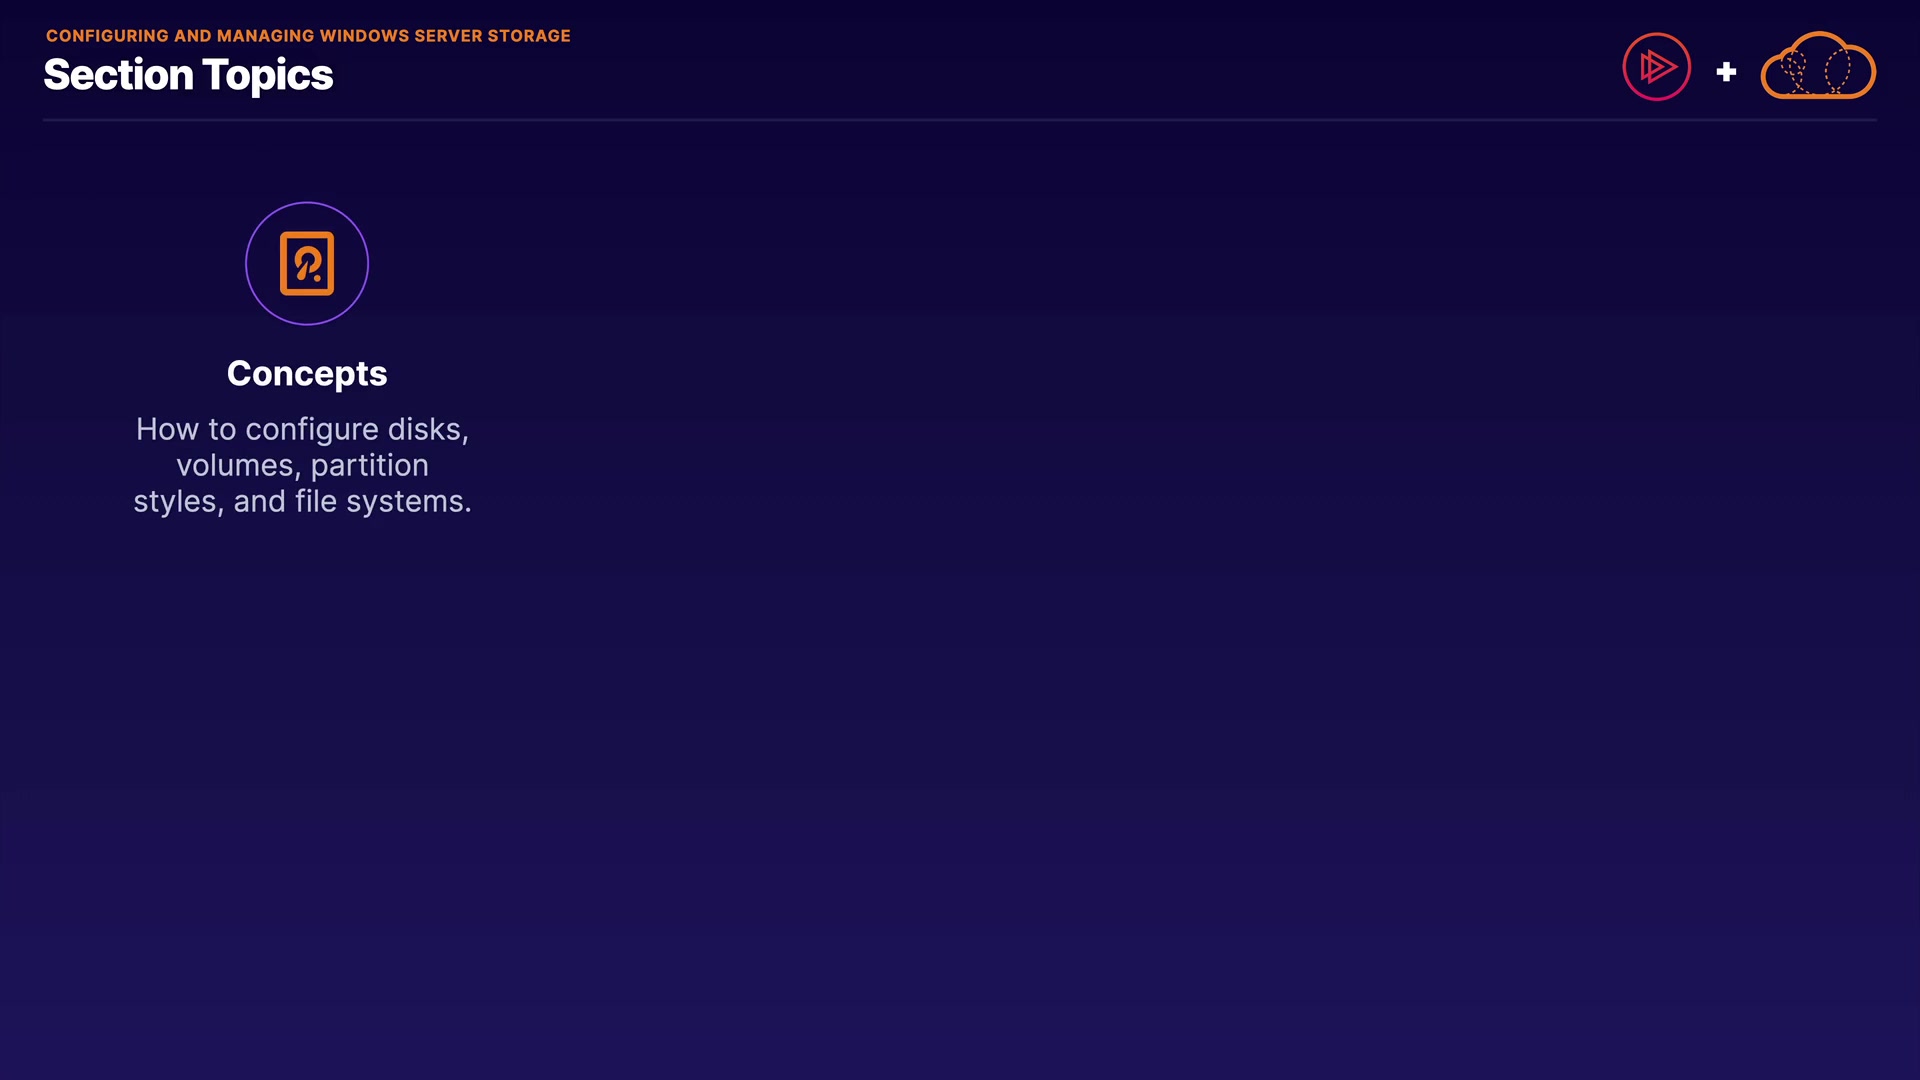 CONFIGURING AND MANAGING WINDOWS SERVER STORAGE
Section Topics
Concepts
How to configure disks,
volumes, partition
styles, and file systems.